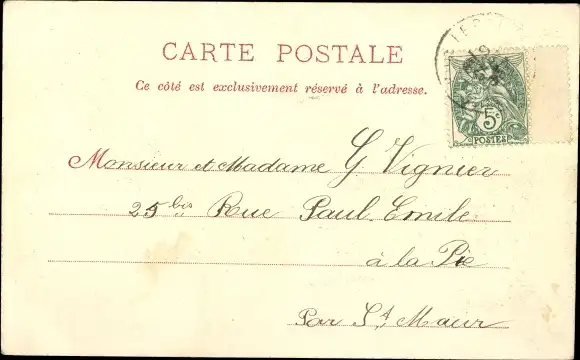 CARTE POSTALE
Ce côté est exclusivement réservé à l'adresse.
5c
POSTES
Monsieur et Madame G Vignier
25 bis Rue Paul Emile
à la Pie
Par St Maur